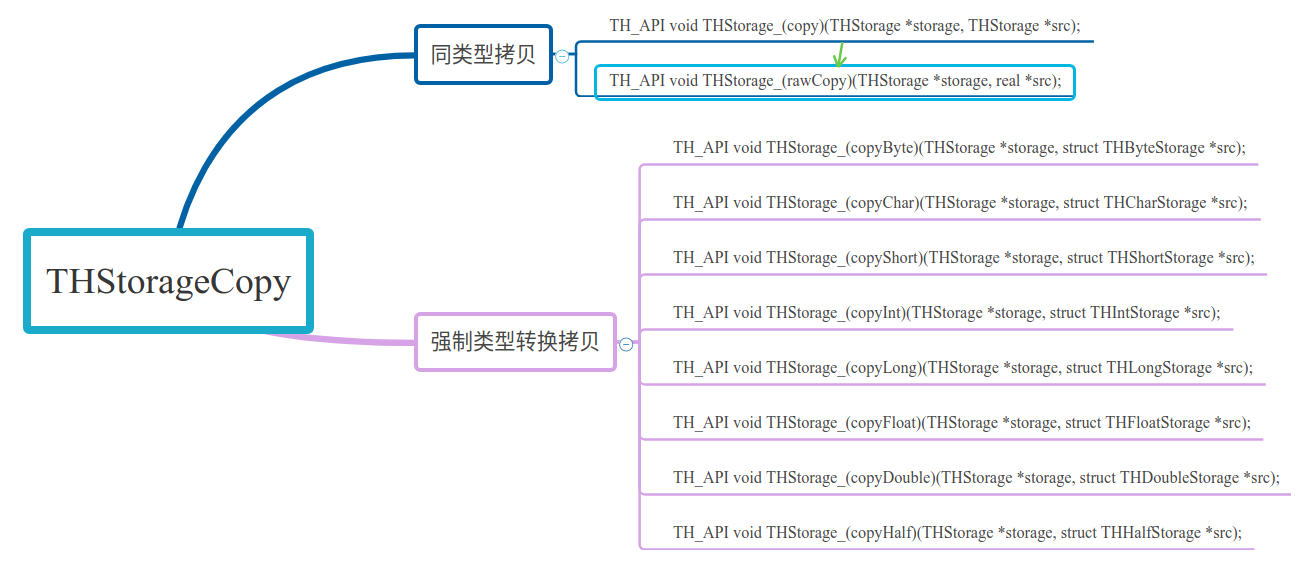 THStorageCopy
同类型拷贝
TH_API void THStorage_(copy)(THStorage *storage, THStorage *src);
TH_API void THStorage_(rawCopy)(THStorage *storage, real *src);
强制类型转换拷贝
TH_API void THStorage_(copyByte)(THStorage *storage, struct THByteStorage *src);
TH_API void THStorage_(copyChar)(THStorage *storage, struct THCharStorage *src);
TH_API void THStorage_(copyShort)(THStorage *storage, struct THShortStorage *src);
TH_API void THStorage_(copyInt)(THStorage *storage, struct THIntStorage *src);
TH_API void THStorage_(copyLong)(THStorage *storage, struct THLongStorage *src);
TH_API void THStorage_(copyFloat)(THStorage *storage, struct THFloatStorage *src);
TH_API void THStorage_(copyDouble)(THStorage *storage, struct THDoubleStorage *src);
TH_API void THStorage_(copyHalf)(THStorage *storage, struct THHalfStorage *src);